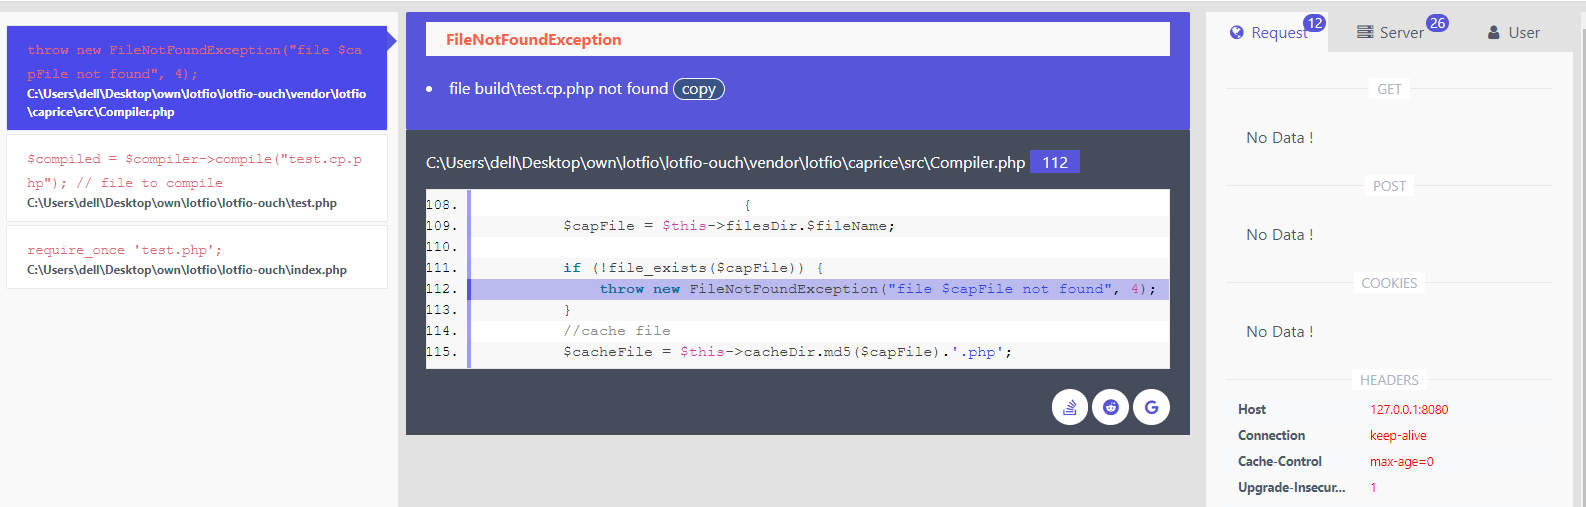 throw new FileNotFoundException("file $ca
pFile not found", 4);
C:\Users\dell\Desktop\own\lotfio\lotfio-ouch\vendor\lotfio
\caprice\src\Compiler.php
$compiled = $compiler->compile("test.cp.p
hp"); // file to compile
C:\Users\dell\Desktop\own\lotfio\lotfio-ouch\test.php
require_once 'test.php';
C:\Users\dell\Desktop\own\lotfio\lotfio-ouch\index.php
FileNotFoundException
file build\test.cp.php not found copy
C:\Users\dell\Desktop\own\lotfio\lotfio-ouch\vendor\lotfio\caprice\src\Compiler.php 112
108. {
109. $capFile = $this->filesDir.$fileName;
110.
111. if (!file_exists($capFile)) {
112. throw new FileNotFoundException("file $capFile not found", 4);
113. }
114. //cache file
115. $cacheFile = $this->cacheDir.md5($capFile).'.php';
Request 12 Server 26 User
GET
No Data !
POST
No Data !
COOKIES
No Data !
HEADERS
Host 127.0.0.1:8080
Connection keep-alive
Cache-Control max-age=0
Upgrade-Insecur... 1